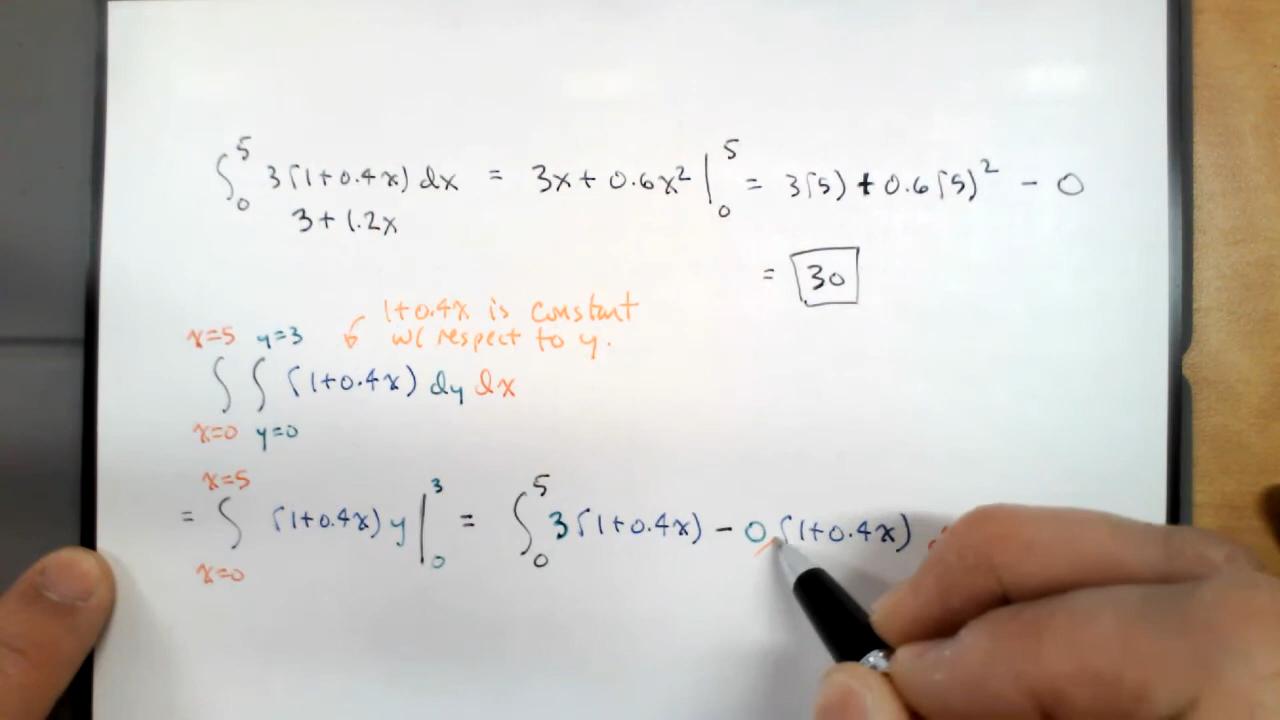 ∫₀⁵ 3(1+0.4x) dx = 3x+0.6x² |₀⁵ = 3(5) + 0.6(5)² - 0
3+1.2x
= 30
1+0.4x is constant
w/ respect to y.
x=5 y=3
∫ ∫ (1+0.4x) dy dx
x=0 y=0
x=5
= ∫ (1+0.4x) y |₀³ = ∫₀⁵ 3(1+0.4x) - 0(1+0.4x)
x=0